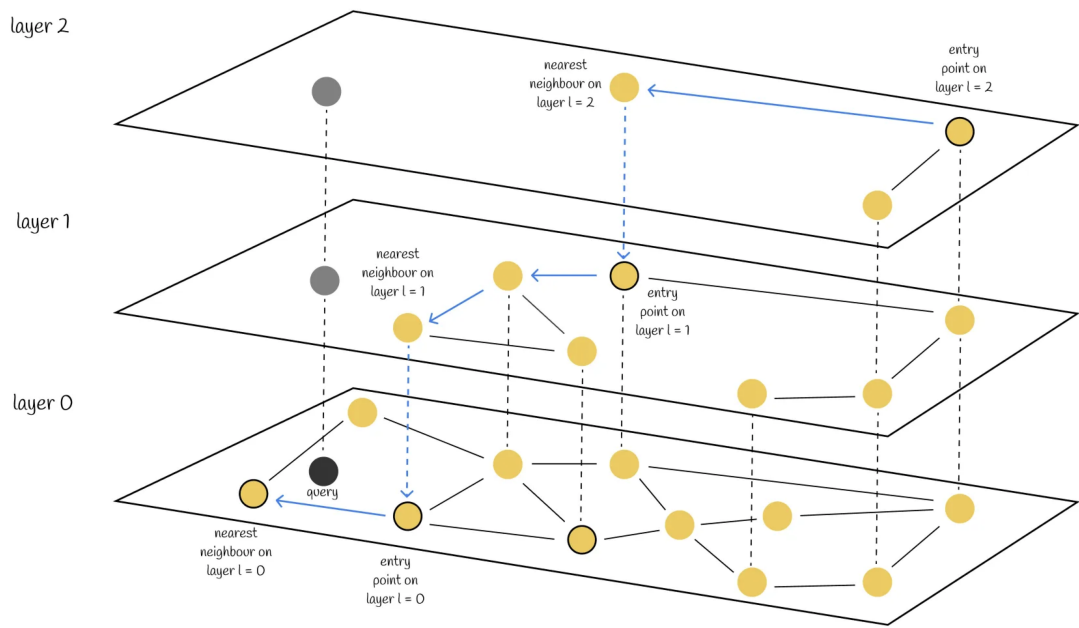 layer 2
nearest
neighbour on
layer l = 2
entry
point on
layer l = 2
layer 1
nearest
neighbour on
layer l = 1
entry
point on
layer l = 1
layer 0
query
nearest
neighbour on
layer l = 0
entry
point on
layer l = 0